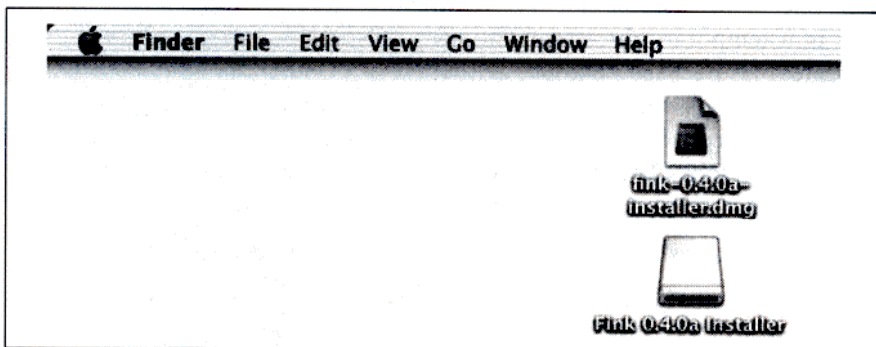 Finder File Edit View Go Window Help
fink-0.4.0a-
installer.dmg
Fink 0.4.0a Installer